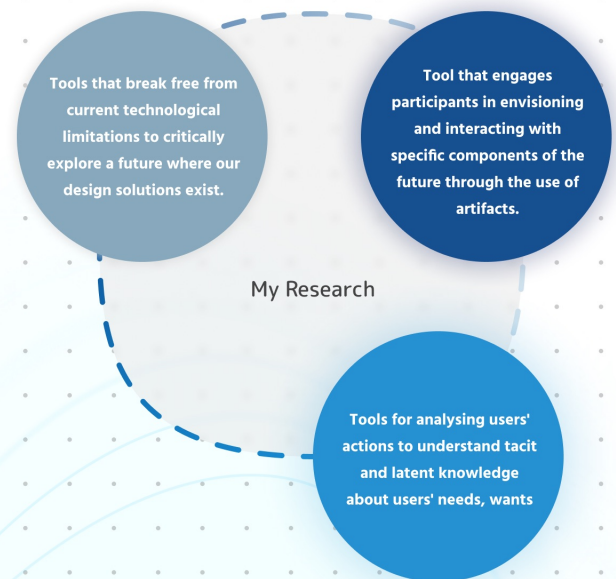 Tools that break free from
current technological
limitations to critically
explore a future where our
design solutions exist.
Tool that engages
participants in envisioning
and interacting with
specific components of the
future through the use of
artifacts.
My Research
Tools for analysing users'
actions to understand tacit
and latent knowledge
about users' needs, wants